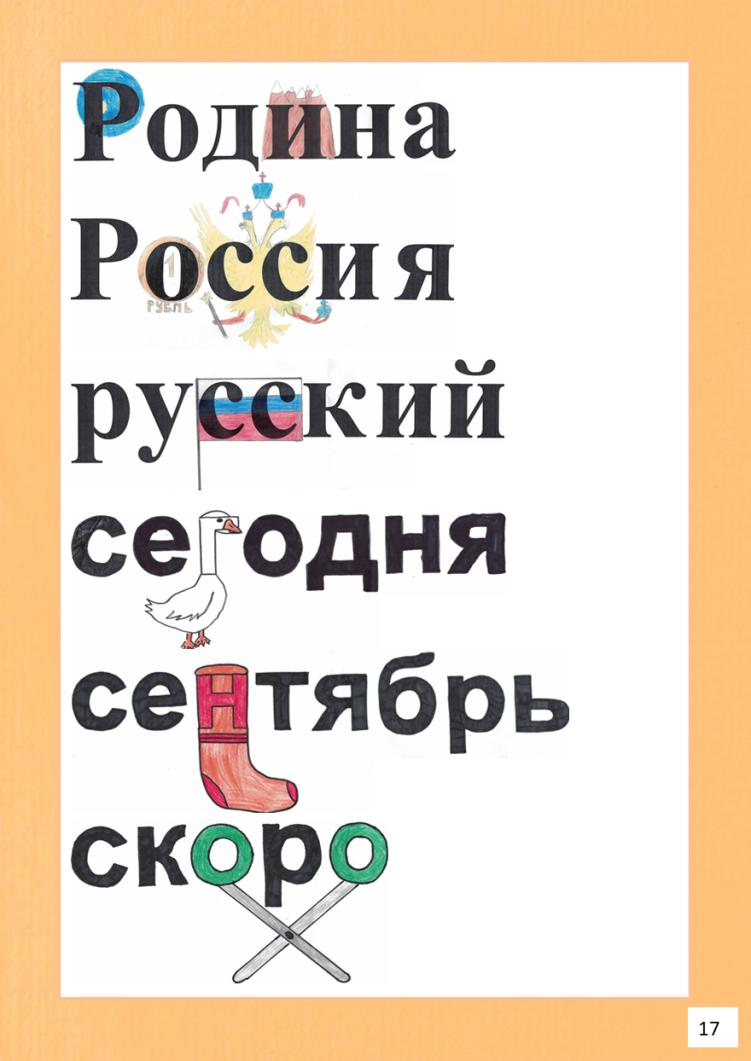 Родина
Россия
1
рубль
русский
сегодня
сентябрь
скоро
17